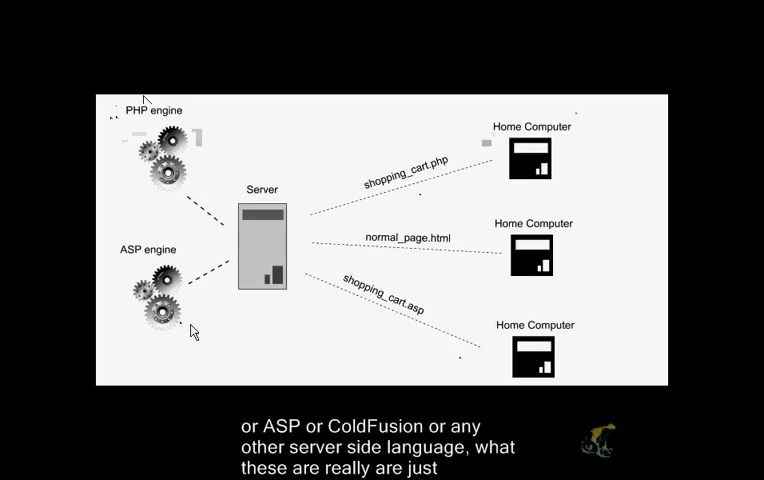 PHP engine
Home Computer
shopping_cart.php
Server
Home Computer
normal_page.html
ASP engine
shopping_cart.asp
Home Computer
or ASP or ColdFusion or any
other server side language, what
these are really are just